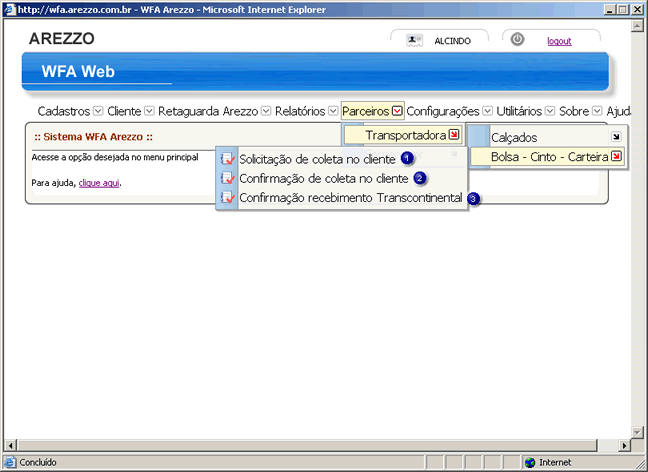 http://wfa.arezzo.com.br - WFA Arezzo - Microsoft Internet Explorer
AREZZO
ALCINDO
logout
WFA Web
Cadastros Cliente Retaguarda Arezzo Relatórios Parceiros Configurações Utilitários Sobre Ajud
:: Sistema WFA Arezzo ::
Transportadora
Calçados
Bolsa - Cinto - Carteira
Acesse a opção desejada no menu principal
Solicitação de coleta no cliente 1
Confirmação de coleta no cliente 2
Confirmação recebimento Transcontinental 3
Para ajuda, clique aqui.
Concluído
Internet